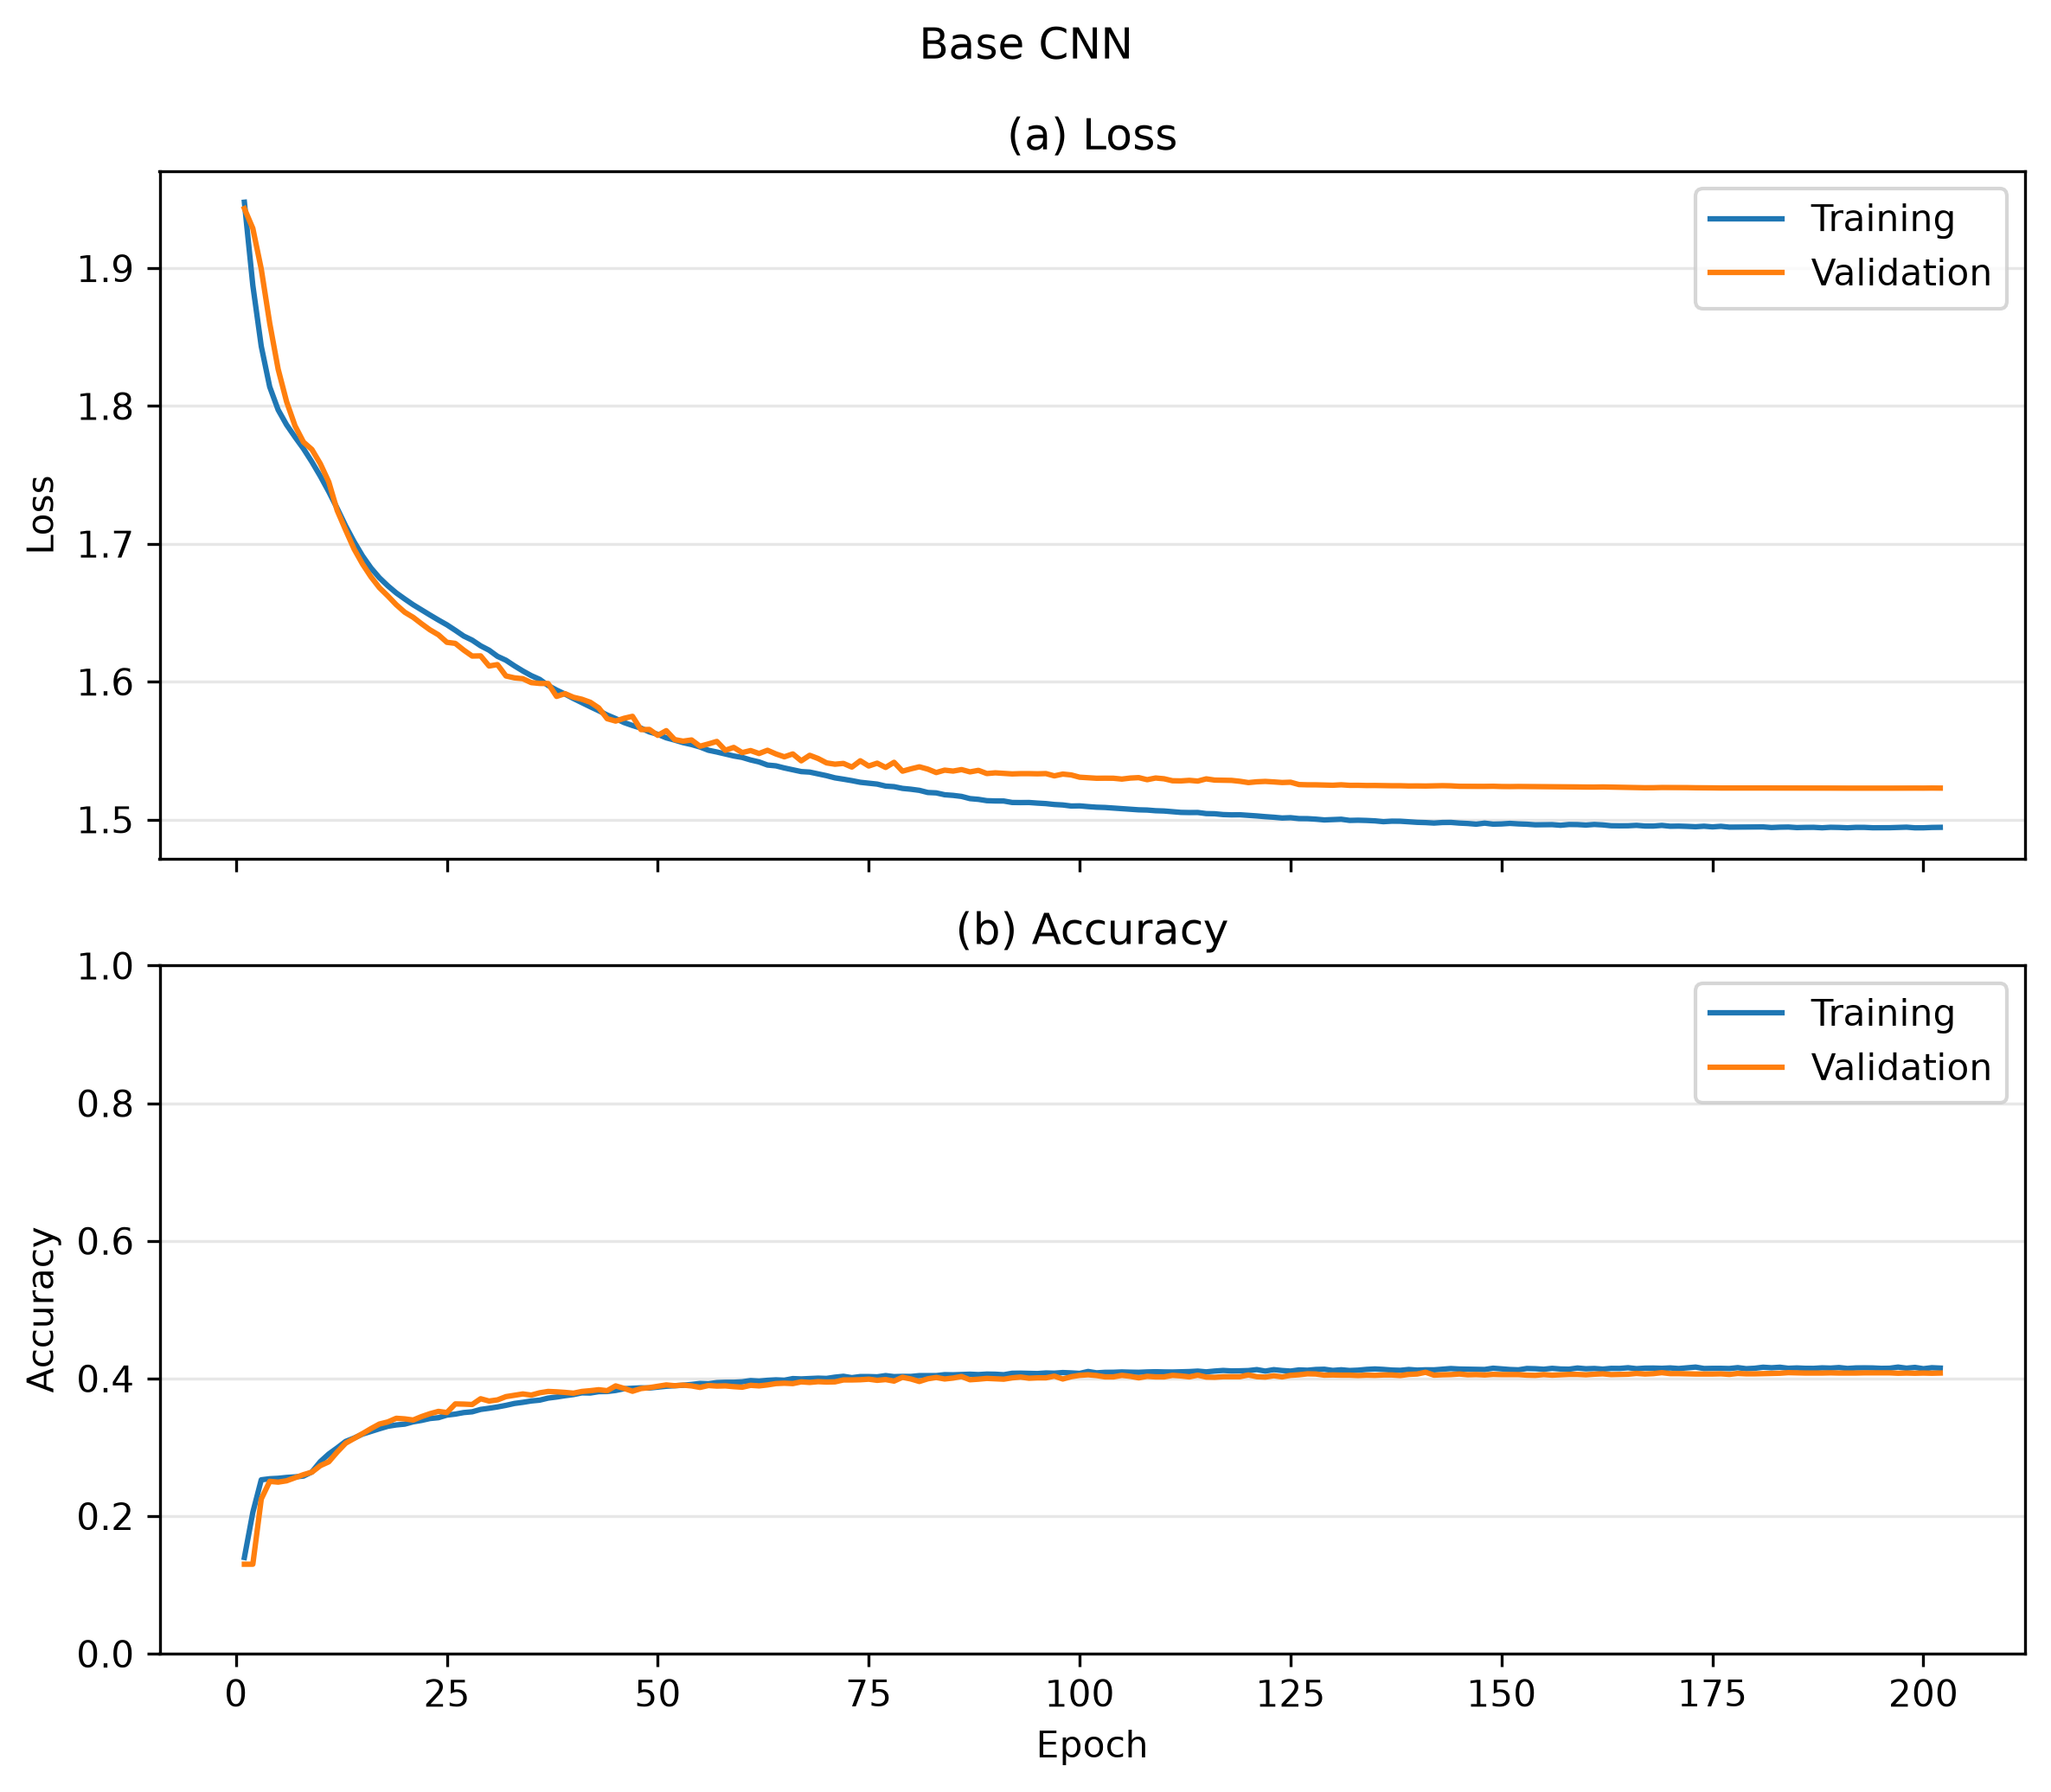 Base CNN
(a) Loss
Loss
1.9
1.8
1.7
1.6
1.5
Training
Validation
(b) Accuracy
Accuracy
1.0
0.8
0.6
0.4
0.2
0.0
Training
Validation
0 25 50 75 100 125 150 175 200
Epoch